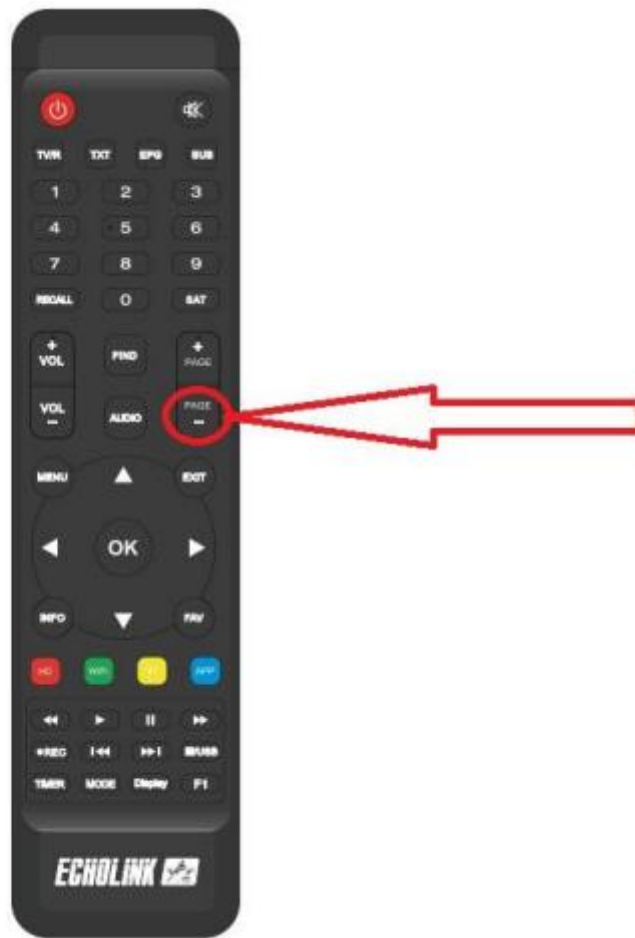 TV/R TXT EPG SUB
1 2 3
4 5 6
7 8 9
RECALL 0 SAT
+ VOL FIND + PAGE
VOL - AUDIO PAGE -
MENU EXIT
OK
INFO FAV
HD WiFi APP
●REC ■/USB
TIMER MODE Display F1
ECHOLINK